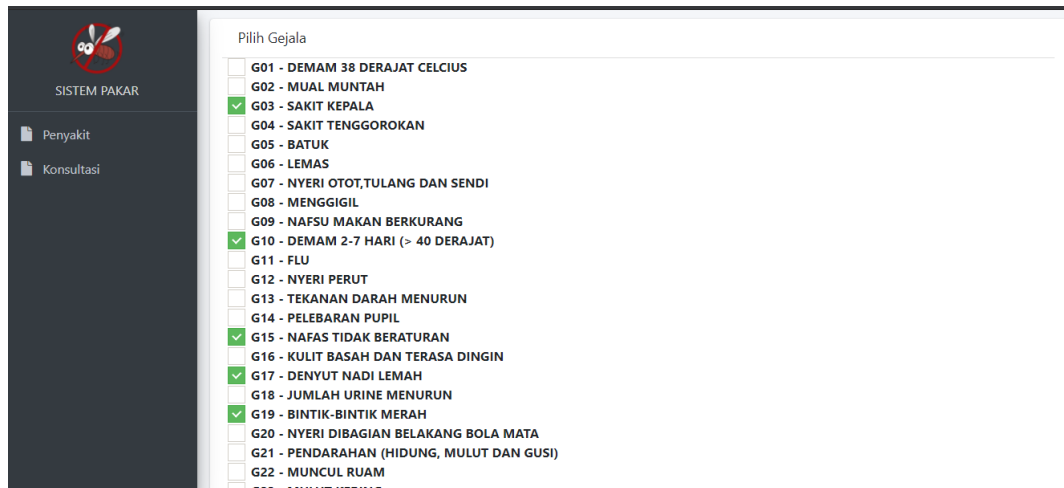 SISTEM PAKAR
Penyakit
Konsultasi
Pilih Gejala
G01 - DEMAM 38 DERAJAT CELCIUS
G02 - MUAL MUNTAH
G03 - SAKIT KEPALA
G04 - SAKIT TENGGOROKAN
G05 - BATUK
G06 - LEMAS
G07 - NYERI OTOT,TULANG DAN SENDI
G08 - MENGGIGIL
G09 - NAFSU MAKAN BERKURANG
G10 - DEMAM 2-7 HARI (> 40 DERAJAT)
G11 - FLU
G12 - NYERI PERUT
G13 - TEKANAN DARAH MENURUN
G14 - PELEBARAN PUPIL
G15 - NAFAS TIDAK BERATURAN
G16 - KULIT BASAH DAN TERASA DINGIN
G17 - DENYUT NADI LEMAH
G18 - JUMLAH URINE MENURUN
G19 - BINTIK-BINTIK MERAH
G20 - NYERI DIBAGIAN BELAKANG BOLA MATA
G21 - PENDARAHAN (HIDUNG, MULUT DAN GUSI)
G22 - MUNCUL RUAM